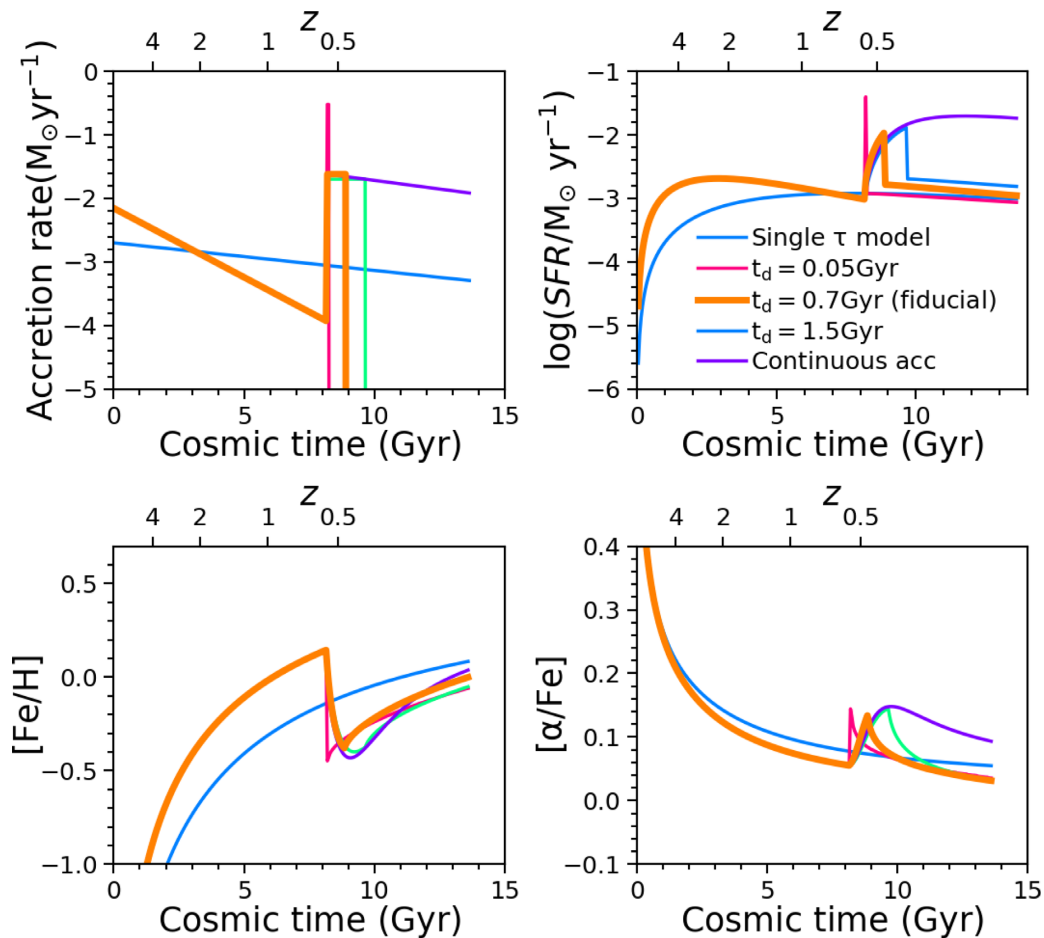 z
4 2 1 0.5
Accretion rate(M⊙yr⁻¹)
0
−1
−2
−3
−4
−5
0 5 10 15
Cosmic time (Gyr)
z
4 2 1 0.5
log(SFR/M⊙ yr⁻¹)
−1
−2
−3
−4
−5
−6
Single τ model
t_d = 0.05Gyr
t_d = 0.7Gyr (fiducial)
t_d = 1.5Gyr
Continuous acc
0 5 10
Cosmic time (Gyr)
z
4 2 1 0.5
[Fe/H]
0.5
0.0
−0.5
−1.0
0 5 10 15
Cosmic time (Gyr)
z
4 2 1 0.5
[α/Fe]
0.4
0.3
0.2
0.1
0.0
−0.1
0 5 10 15
Cosmic time (Gyr)